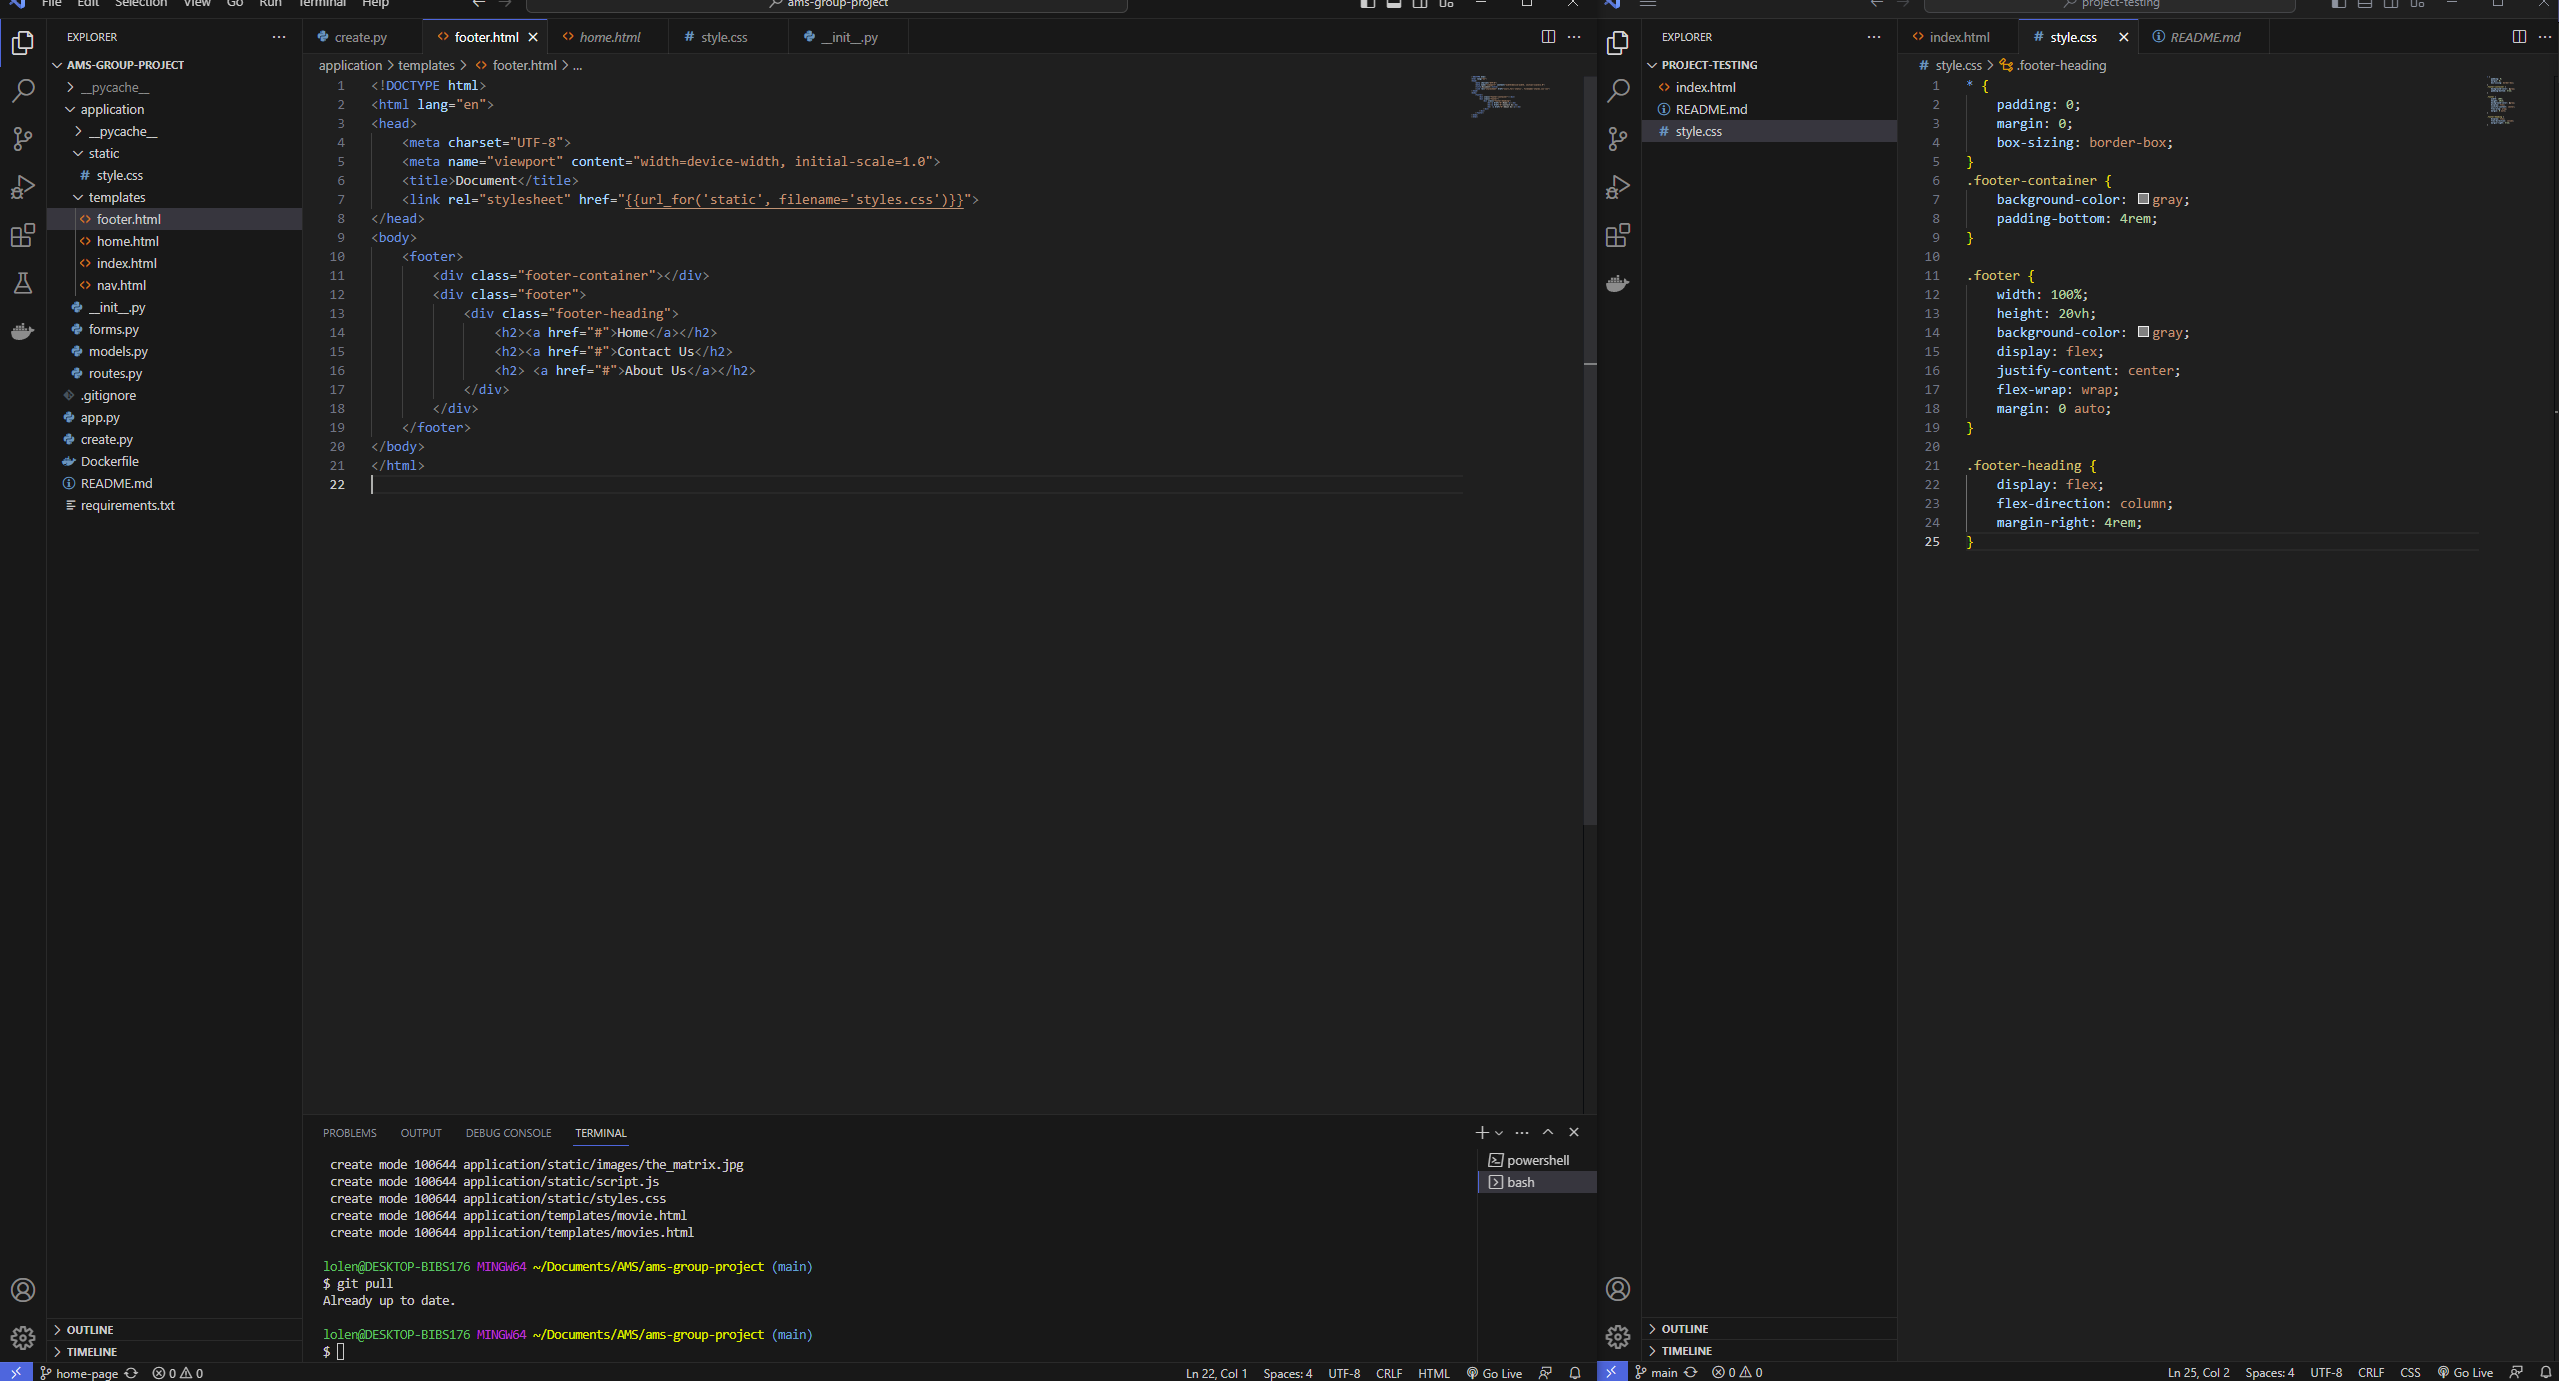 File Edit Selection View Go Run Terminal Help
ams-group-project
EXPLORER
AMS-GROUP-PROJECT
__pycache__
application
__pycache__
static
style.css
templates
footer.html
home.html
index.html
nav.html
__init__.py
forms.py
models.py
routes.py
.gitignore
app.py
create.py
Dockerfile
README.md
requirements.txt
OUTLINE
TIMELINE
create.py footer.html home.html style.css __init__.py
application > templates > footer.html > ...
1 <!DOCTYPE html>
2 <html lang="en">
3 <head>
4 <meta charset="UTF-8">
5 <meta name="viewport" content="width=device-width, initial-scale=1.0">
6 <title>Document</title>
7 <link rel="stylesheet" href="{{url_for('static', filename='styles.css')}}">
8 </head>
9 <body>
10 <footer>
11 <div class="footer-container"></div>
12 <div class="footer">
13 <div class="footer-heading">
14 <h2><a href="#">Home</a></h2>
15 <h2><a href="#">Contact Us</h2>
16 <h2> <a href="#">About Us</a></h2>
17 </div>
18 </div>
19 </footer>
20 </body>
21 </html>
22
PROBLEMS OUTPUT DEBUG CONSOLE TERMINAL
create mode 100644 application/static/images/the_matrix.jpg
create mode 100644 application/static/script.js
create mode 100644 application/static/styles.css
create mode 100644 application/templates/movie.html
create mode 100644 application/templates/movies.html
lolen@DESKTOP-BIBS176 MINGW64 ~/Documents/AMS/ams-group-project (main)
$ git pull
Already up to date.
lolen@DESKTOP-BIBS176 MINGW64 ~/Documents/AMS/ams-group-project (main)
$
powershell
bash
home-page 0 0 Ln 22, Col 1 Spaces: 4 UTF-8 CRLF HTML Go Live
project-testing
EXPLORER
PROJECT-TESTING
index.html
README.md
style.css
OUTLINE
TIMELINE
index.html style.css README.md
style.css > .footer-heading
1 * {
2 padding: 0;
3 margin: 0;
4 box-sizing: border-box;
5 }
6 .footer-container {
7 background-color: gray;
8 padding-bottom: 4rem;
9 }
10
11 .footer {
12 width: 100%;
13 height: 20vh;
14 background-color: gray;
15 display: flex;
16 justify-content: center;
17 flex-wrap: wrap;
18 margin: 0 auto;
19 }
20
21 .footer-heading {
22 display: flex;
23 flex-direction: column;
24 margin-right: 4rem;
25 }
main 0 0 Ln 25, Col 2 Spaces: 4 UTF-8 CRLF CSS Go Live